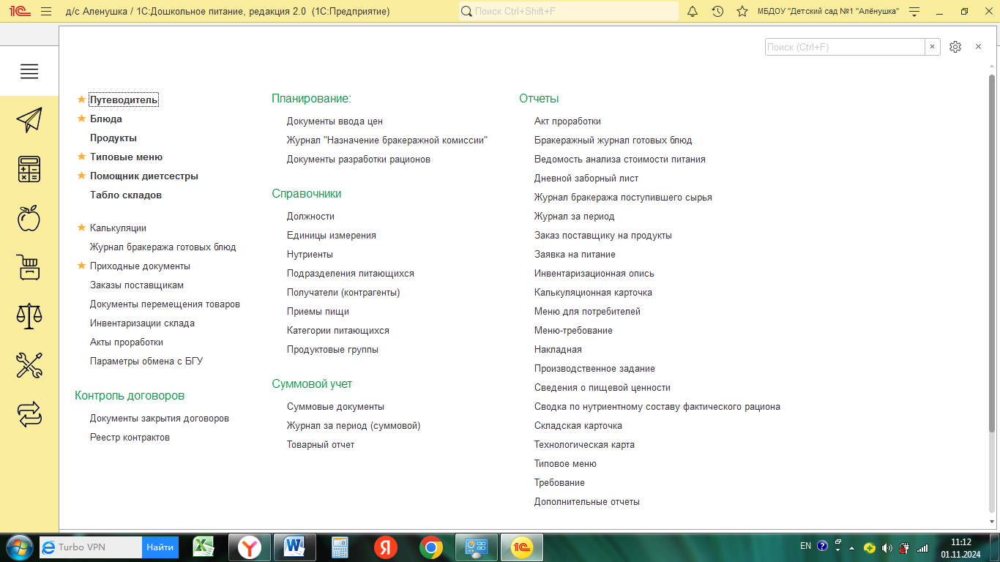 1С
д/с Аленушка / 1С:Дошкольное питание, редакция 2.0 (1С:Предприятие)
Поиск Ctrl+Shift+F
МБДОУ "Детский сад №1 "Алёнушка"
Поиск (Ctrl+F)
Путеводитель
Блюда
Продукты
Типовые меню
Помощник диетсестры
Табло складов
Калькуляции
Журнал бракеража готовых блюд
Приходные документы
Заказы поставщикам
Документы перемещения товаров
Инвентаризации склада
Акты проработки
Параметры обмена с БГУ
Контроль договоров
Документы закрытия договоров
Реестр контрактов
Планирование:
Документы ввода цен
Журнал "Назначение бракеражной комиссии"
Документы разработки рационов
Справочники
Должности
Единицы измерения
Нутриенты
Подразделения питающихся
Получатели (контрагенты)
Приемы пищи
Категории питающихся
Продуктовые группы
Суммовой учет
Суммовые документы
Журнал за период (суммовой)
Товарный отчет
Отчеты
Акт проработки
Бракеражный журнал готовых блюд
Ведомость анализа стоимости питания
Дневной заборный лист
Журнал бракеража поступившего сырья
Журнал за период
Заказ поставщику на продукты
Заявка на питание
Инвентаризационная опись
Калькуляционная карточка
Меню для потребителей
Меню-требование
Накладная
Производственное задание
Сведения о пищевой ценности
Сводка по нутриентному составу фактического рациона
Складская карточка
Технологическая карта
Типовое меню
Требование
Дополнительные отчеты
Turbo VPN
Найти
Я
1С
EN
11:12
01.11.2024